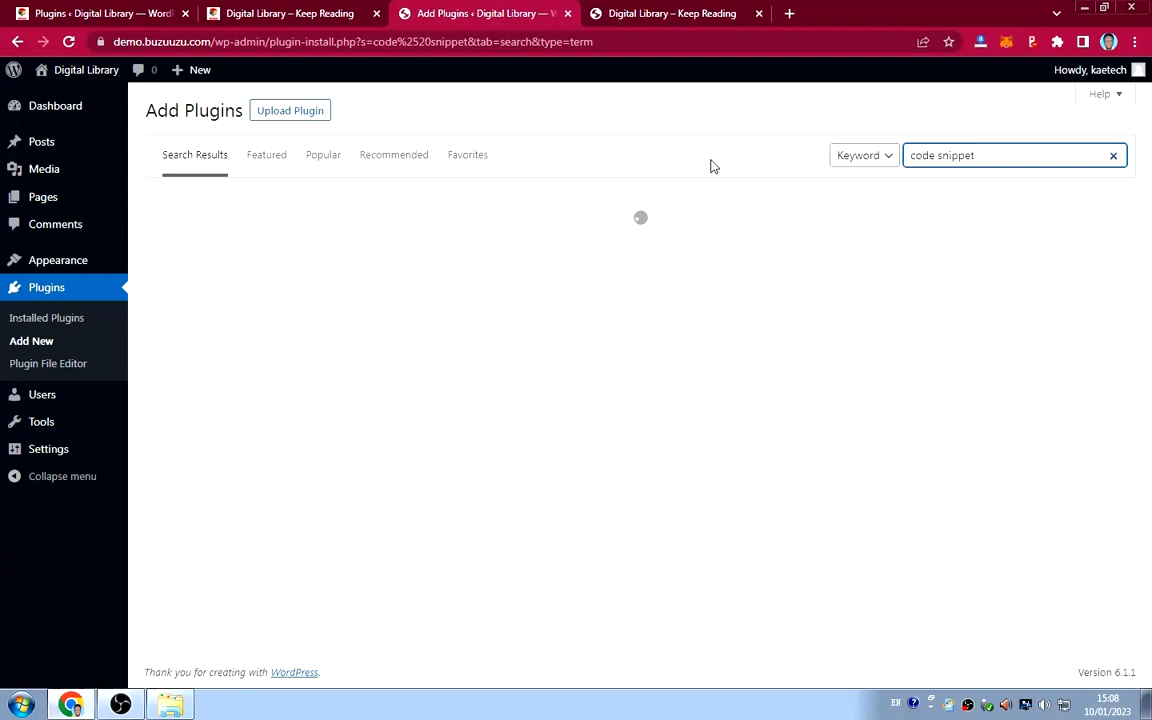 Plugins ‹ Digital Library — WordP
Digital Library – Keep Reading
Add Plugins ‹ Digital Library — W
Digital Library – Keep Reading
demo.buzuuzu.com/wp-admin/plugin-install.php?s=code%2520snippet&tab=search&type=term
Digital Library
0
New
Howdy, kaetech
Dashboard
Posts
Media
Pages
Comments
Appearance
Plugins
Installed Plugins
Add New
Plugin File Editor
Users
Tools
Settings
Collapse menu
Help
Add Plugins
Upload Plugin
Search Results
Featured
Popular
Recommended
Favorites
Keyword
code snippet
Thank you for creating with WordPress.
Version 6.1.1
EN
15:08
10/01/2023